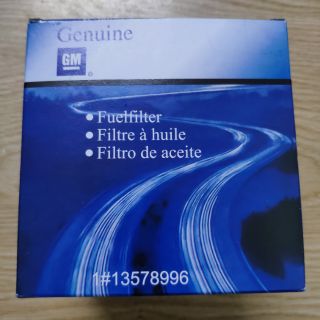 Genuine
GM
®
• Fuelfilter
• Filtre à huile
• Filtro de aceite
1#13578996